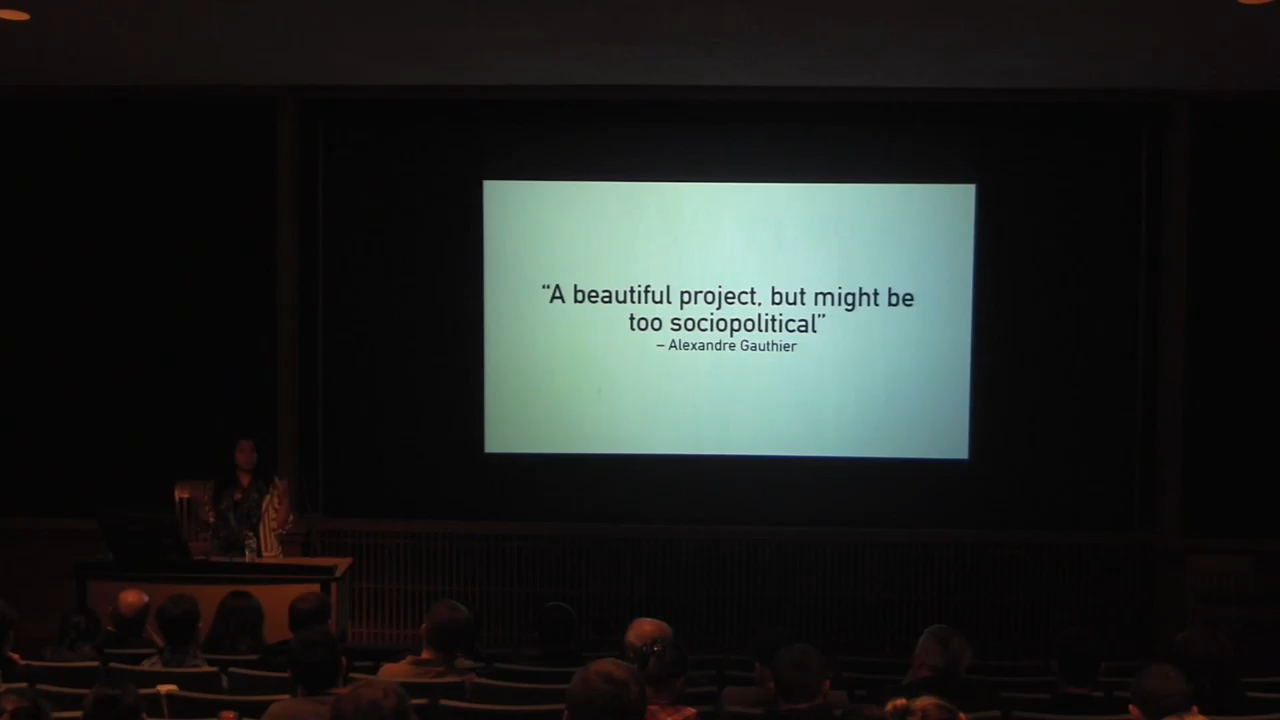 “A beautiful project, but might be
too sociopolitical”
– Alexandre Gauthier